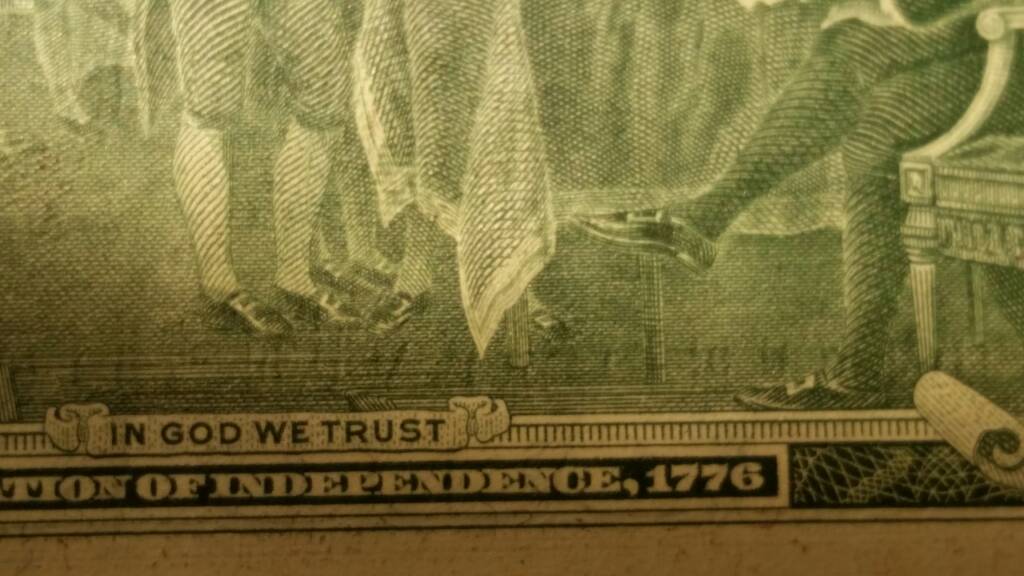 IN GOD WE TRUST
TION OF INDEPENDENCE, 1776